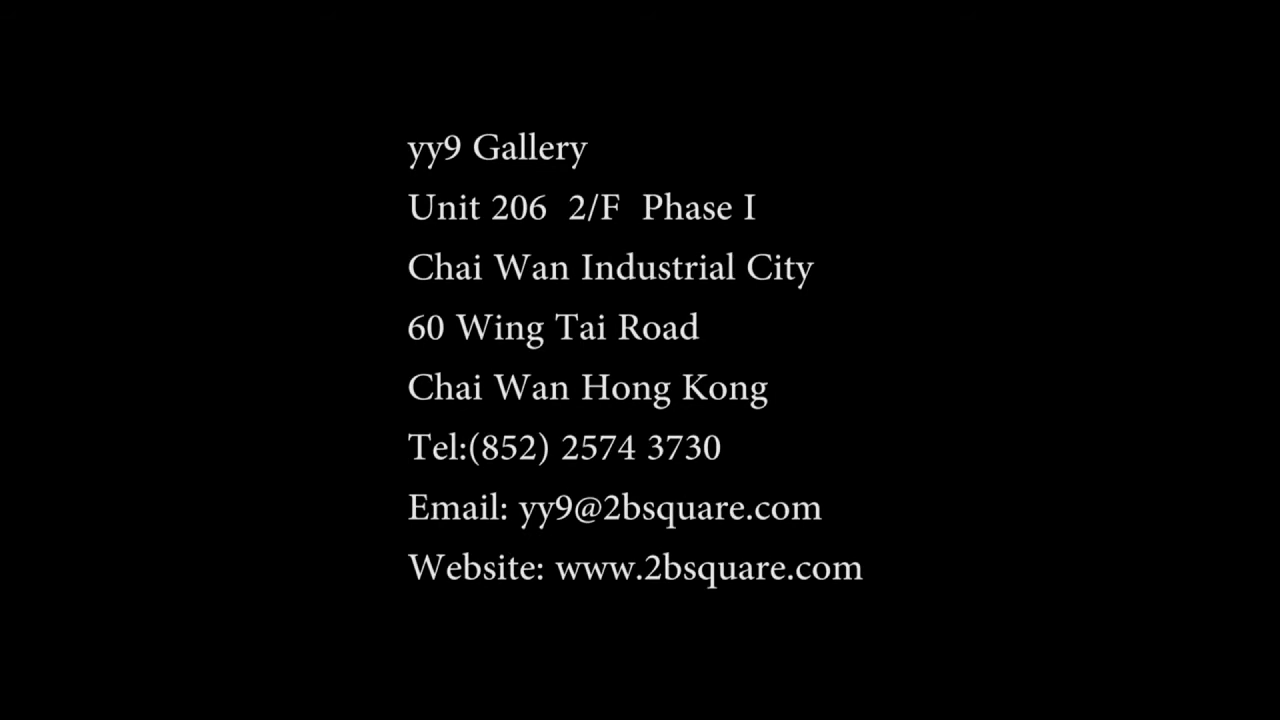 yy9 Gallery
Unit 206  2/F  Phase I
Chai Wan Industrial City
60 Wing Tai Road
Chai Wan Hong Kong
Tel:(852) 2574 3730
Email: yy9@2bsquare.com
Website: www.2bsquare.com